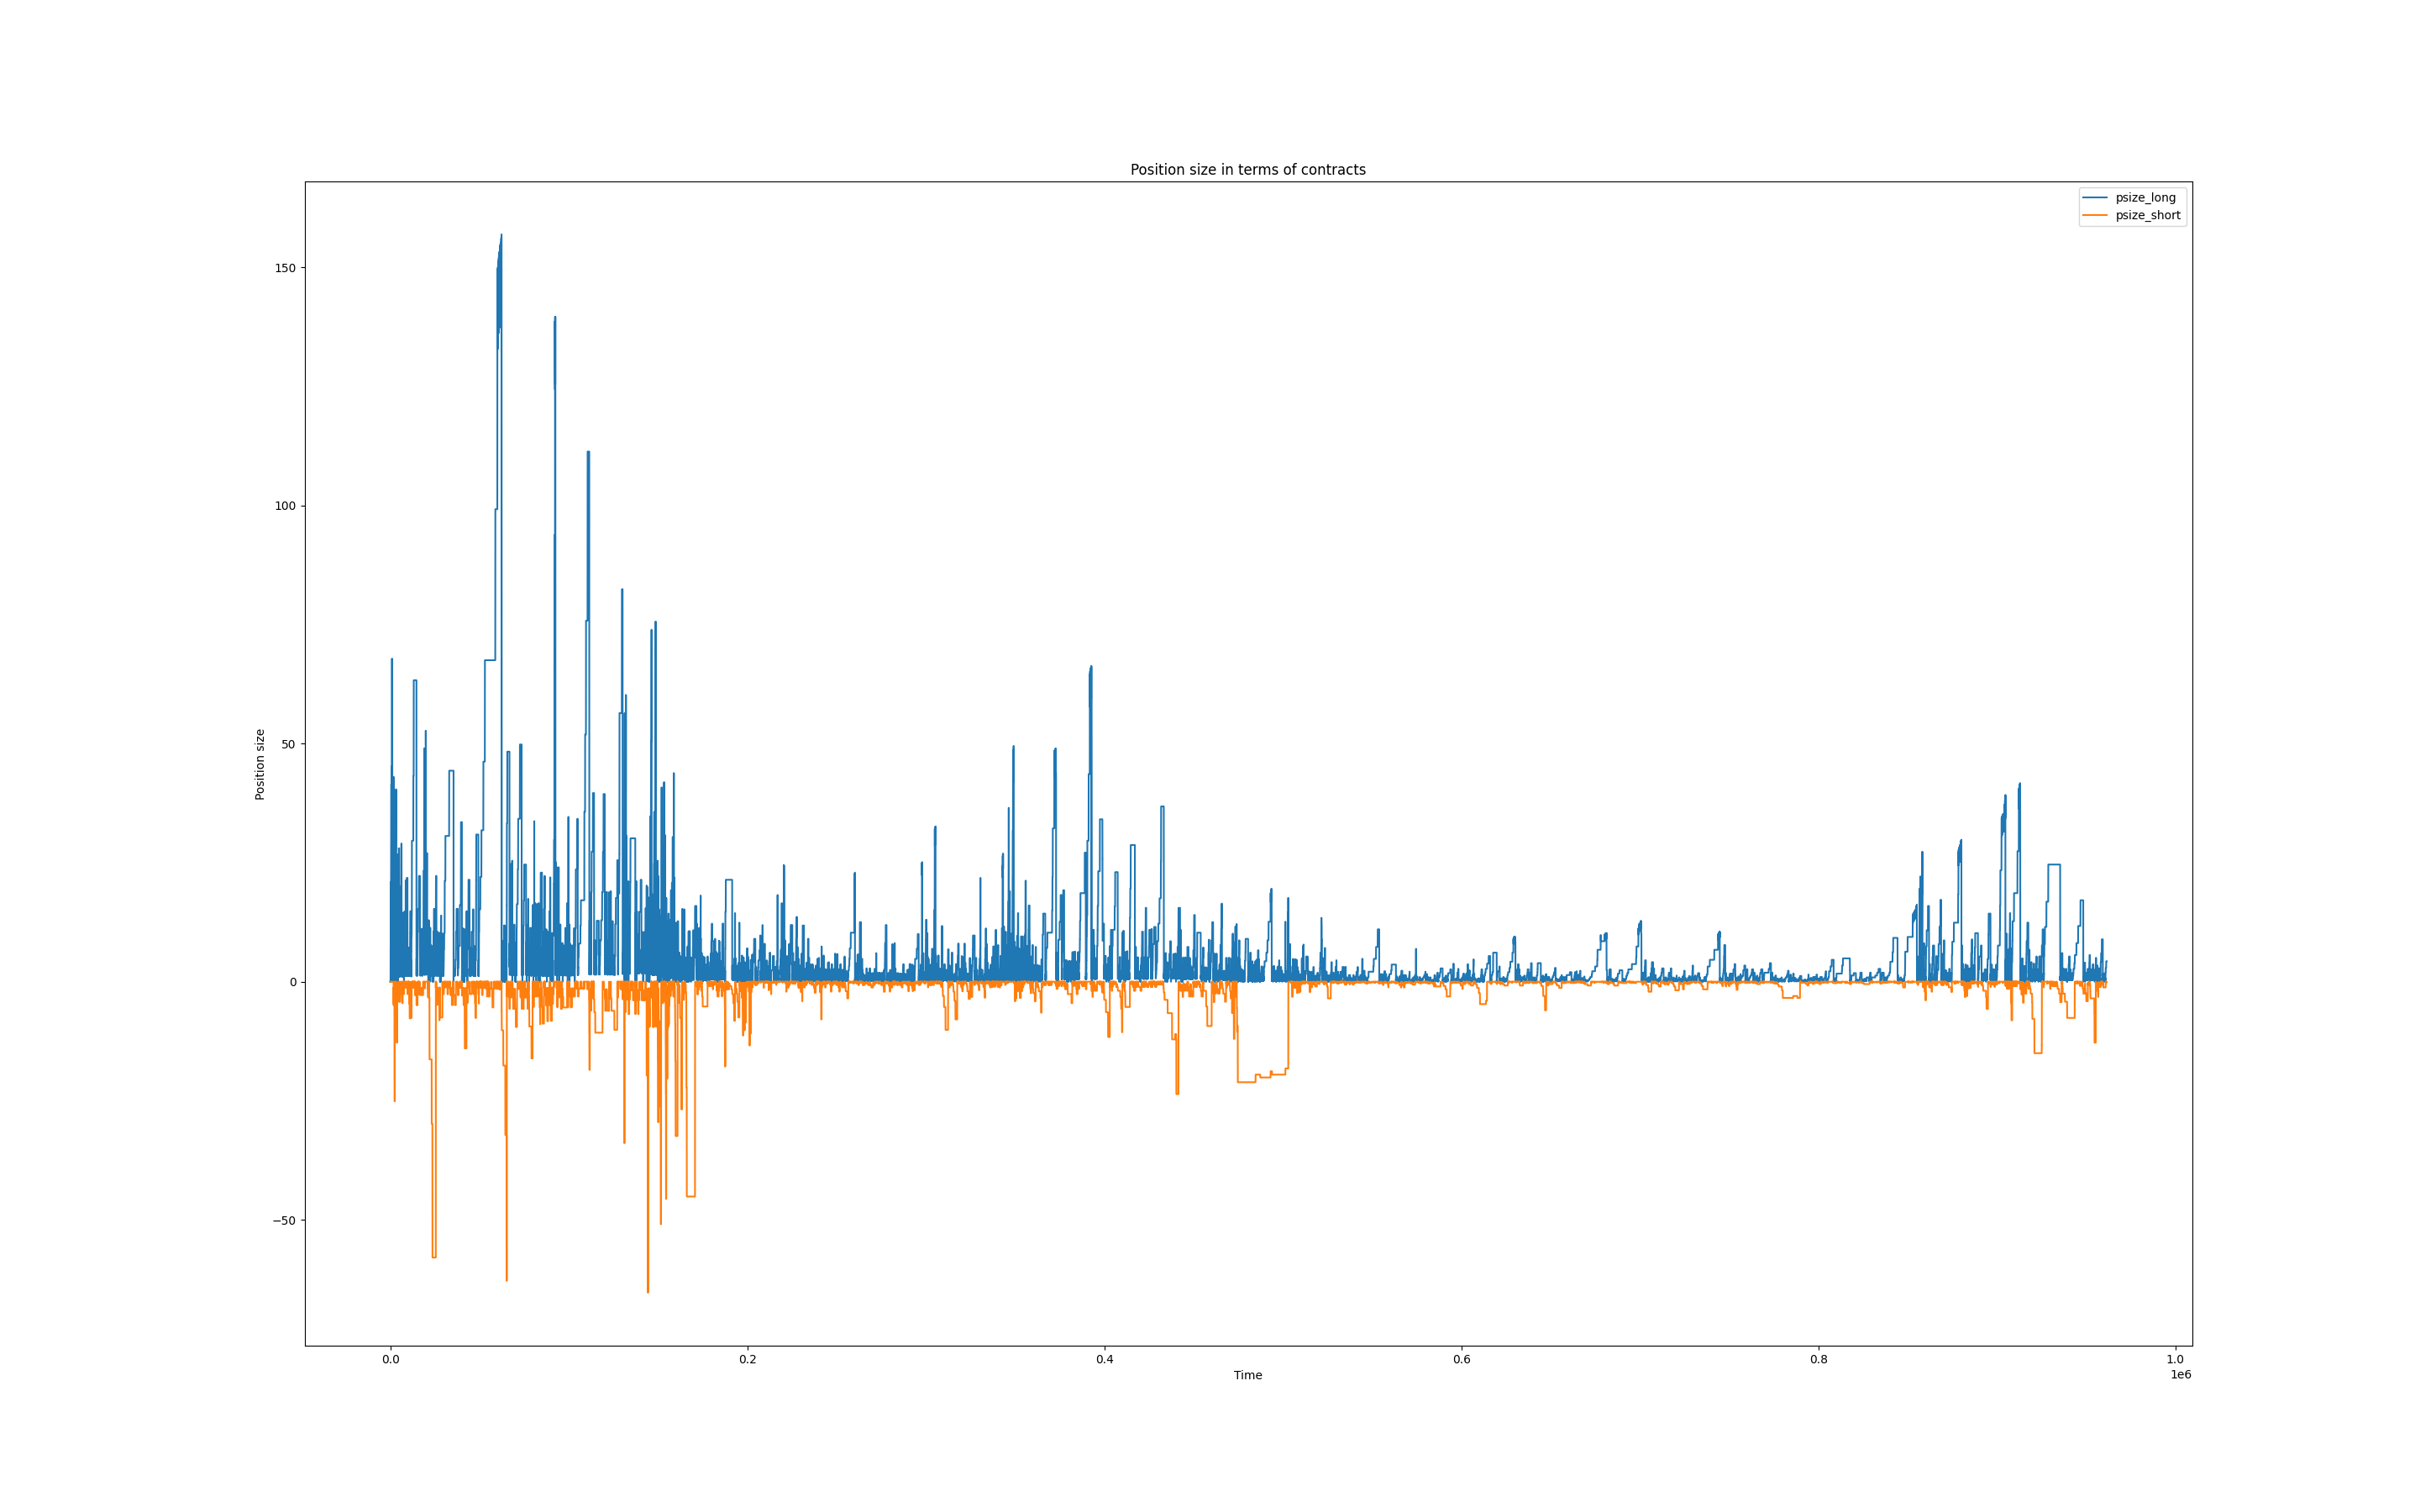 Position size in terms of contracts
psize_long
psize_short
150
100
50
0
−50
Position size
0.0
0.2
0.4
0.6
0.8
1.0
Time
1e6